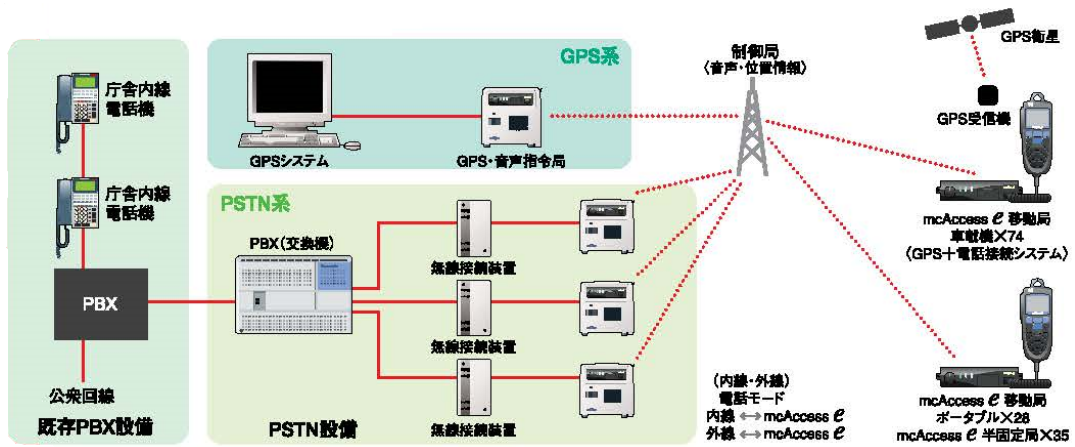 庁舎内線
電話機
庁舎内線
電話機
PBX
公衆回線
既存PBX設備
GPS系
GPSシステム
GPS・音声指令局
PSTN系
PBX（交換機）
無線接続装置
無線接続装置
無線接続装置
PSTN設備
制御局
〈音声・位置情報〉
（内線・外線）
電話モード
内線 ⟷ mcAccess e
外線 ⟷ mcAccess e
GPS衛星
GPS受信機
mcAccess e 移動局
車載機×74
〈GPS＋電話接続システム〉
mcAccess e 移動局
ポータブル×28
mcAccess e 半固定局×35